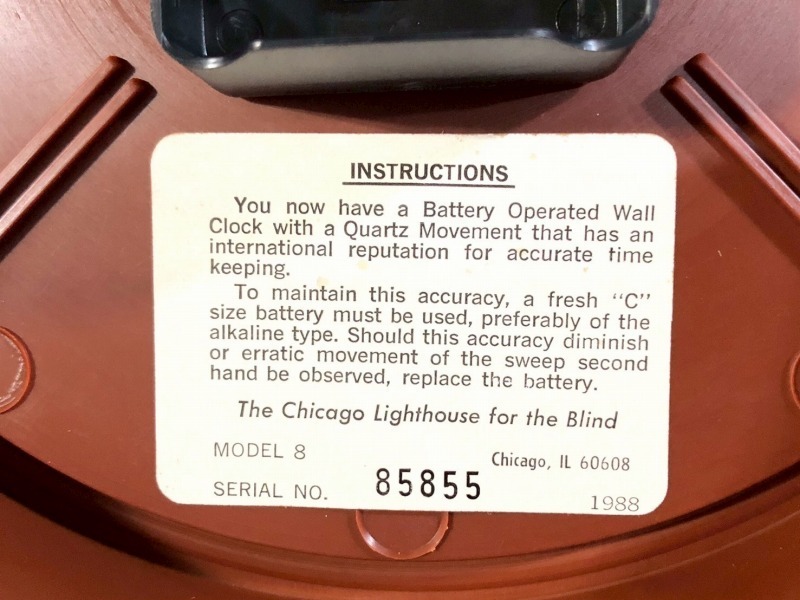 INSTRUCTIONS
You now have a Battery Operated Wall
Clock with a Quartz Movement that has an
international reputation for accurate time
keeping.
To maintain this accuracy, a fresh "C"
size battery must be used, preferably of the
alkaline type. Should this accuracy diminish
or erratic movement of the sweep second
hand be observed, replace the battery.
The Chicago Lighthouse for the Blind
MODEL 8
Chicago, IL 60608
SERIAL NO. 85855
1988